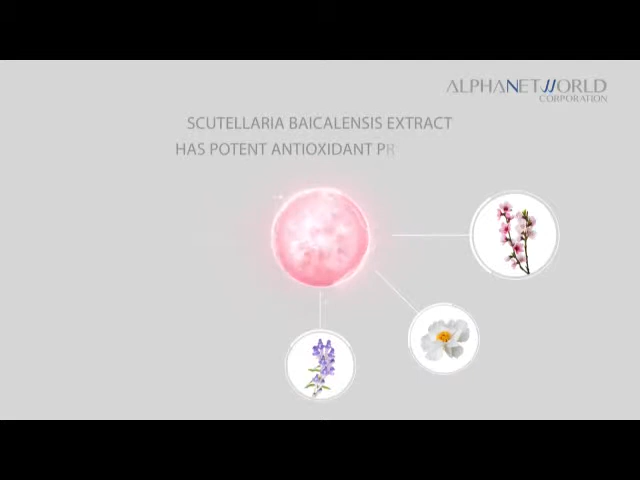 ALPHANETWORLD
CORPORATION
SCUTELLARIA BAICALENSIS EXTRACT
HAS POTENT ANTIOXIDANT PR